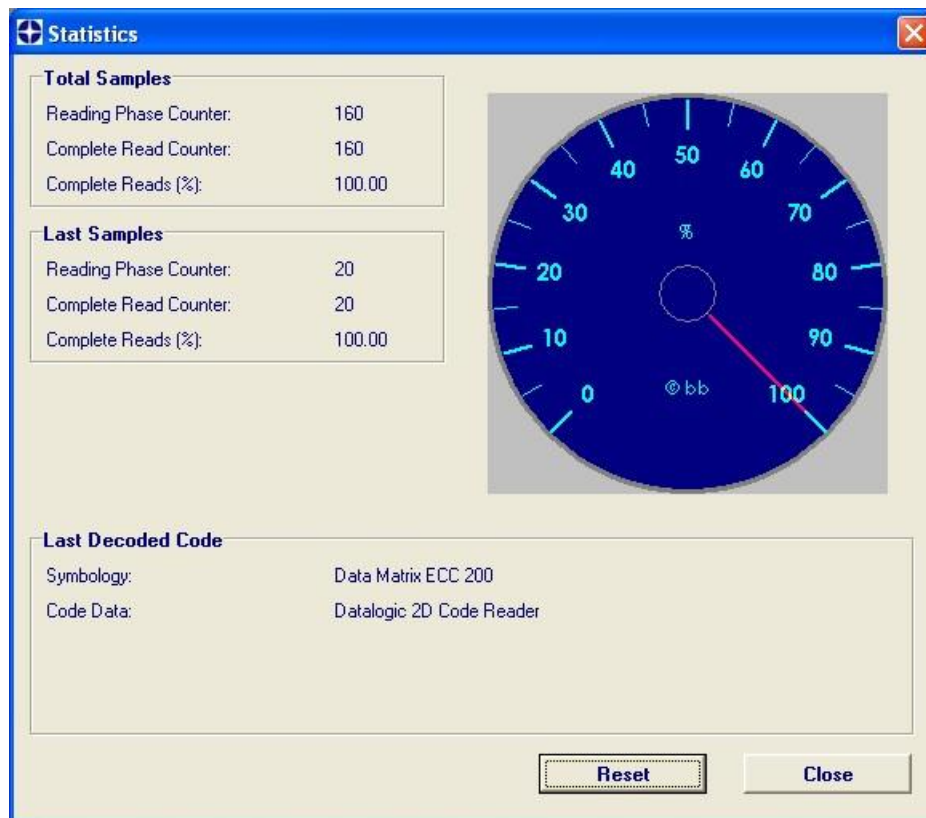 Statistics
Total Samples
Reading Phase Counter: 160
Complete Read Counter: 160
Complete Reads (%): 100.00
Last Samples
Reading Phase Counter: 20
Complete Read Counter: 20
Complete Reads (%): 100.00
0
10
20
30
40
50
60
70
80
90
100
%
© bb
Last Decoded Code
Symbology: Data Matrix ECC 200
Code Data: Datalogic 2D Code Reader
Reset Close